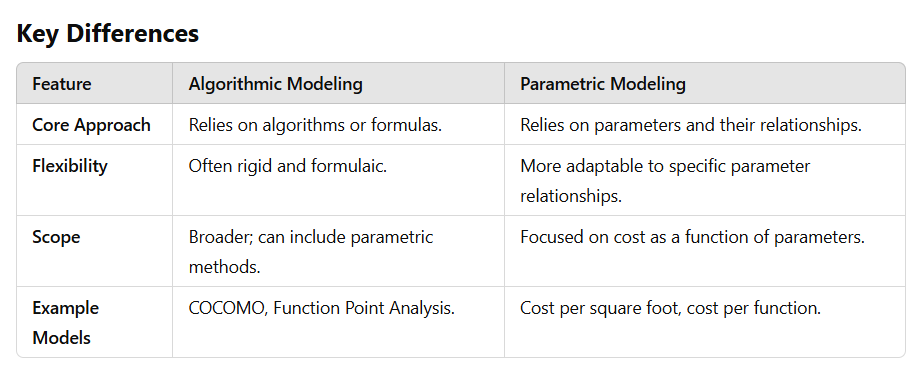 Key Differences
Feature Algorithmic Modeling Parametric Modeling
Core Approach Relies on algorithms or formulas. Relies on parameters and their relationships.
Flexibility Often rigid and formulaic. More adaptable to specific parameter
relationships.
Scope Broader; can include parametric Focused on cost as a function of parameters.
methods.
Example COCOMO, Function Point Analysis. Cost per square foot, cost per function.
Models